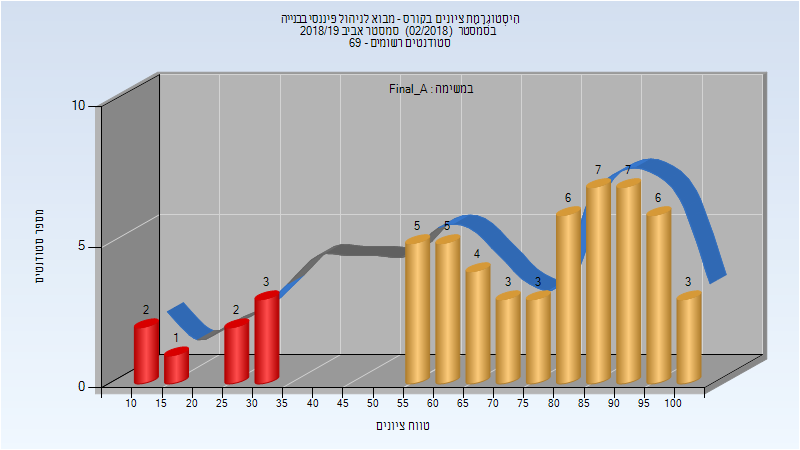 היסטוגרמת ציונים בקורס - מבוא לניהול פיננסי בבנייה
בסמסטר (02/2018) סמסטר אביב 2018/19
סטודנטים רשומים - 69
במשימה : Final_A
10
5
0
מספר סטודנטים
2 1 2 3 5 5 4 3 3 6 7 7 6 3
10 15 20 25 30 35 40 45 50 55 60 65 70 75 80 85 90 95 100
טווח ציונים